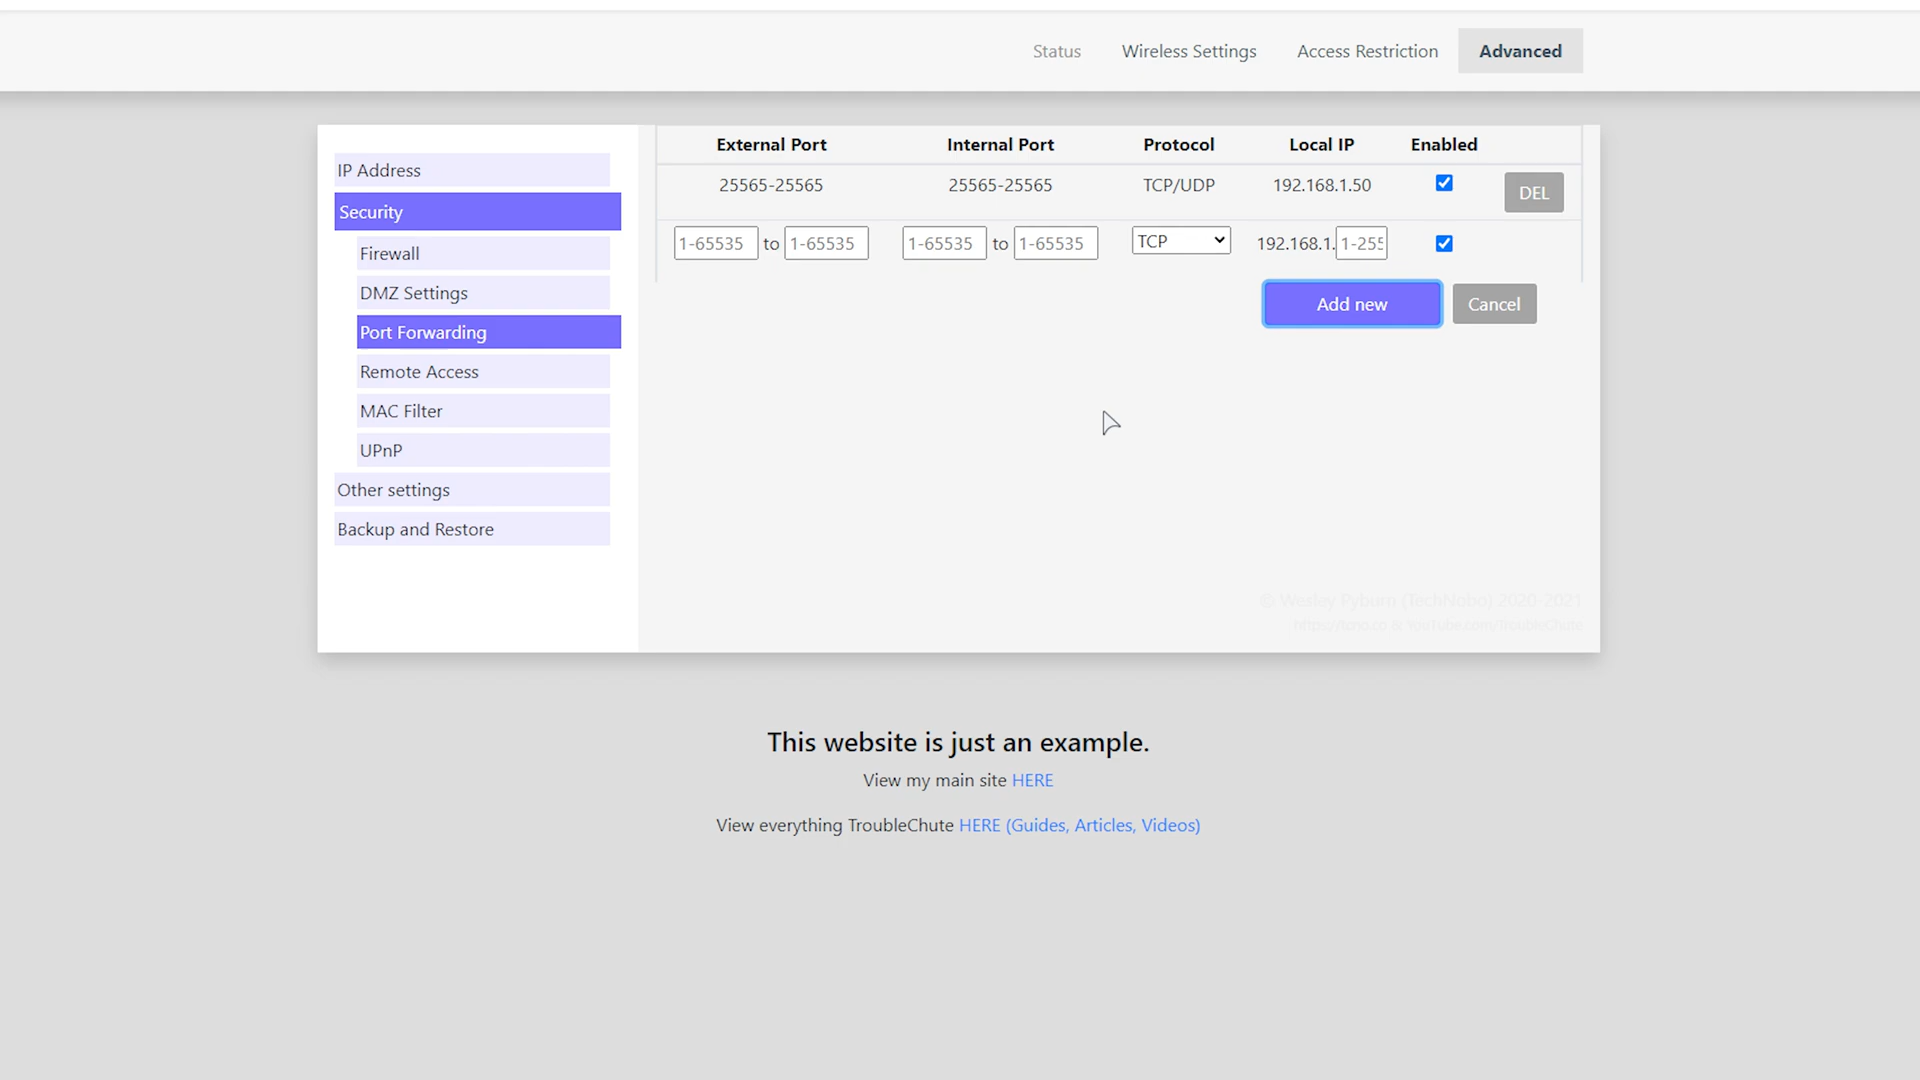 Status Wireless Settings Access Restriction Advanced
IP Address
Security
Firewall
DMZ Settings
Port Forwarding
Remote Access
MAC Filter
UPnP
Other settings
Backup and Restore
External Port Internal Port Protocol Local IP Enabled
25565-25565 25565-25565 TCP/UDP 192.168.1.50 DEL
1-65535 to 1-65535 1-65535 to 1-65535 TCP 192.168.1. 1-255
Add new Cancel
© Wesley Pyburn (TechNobo) 2020-2021
https://tcno.co & YouTube.com/TroubleChute
This website is just an example.
View my main site HERE
View everything TroubleChute HERE (Guides, Articles, Videos)